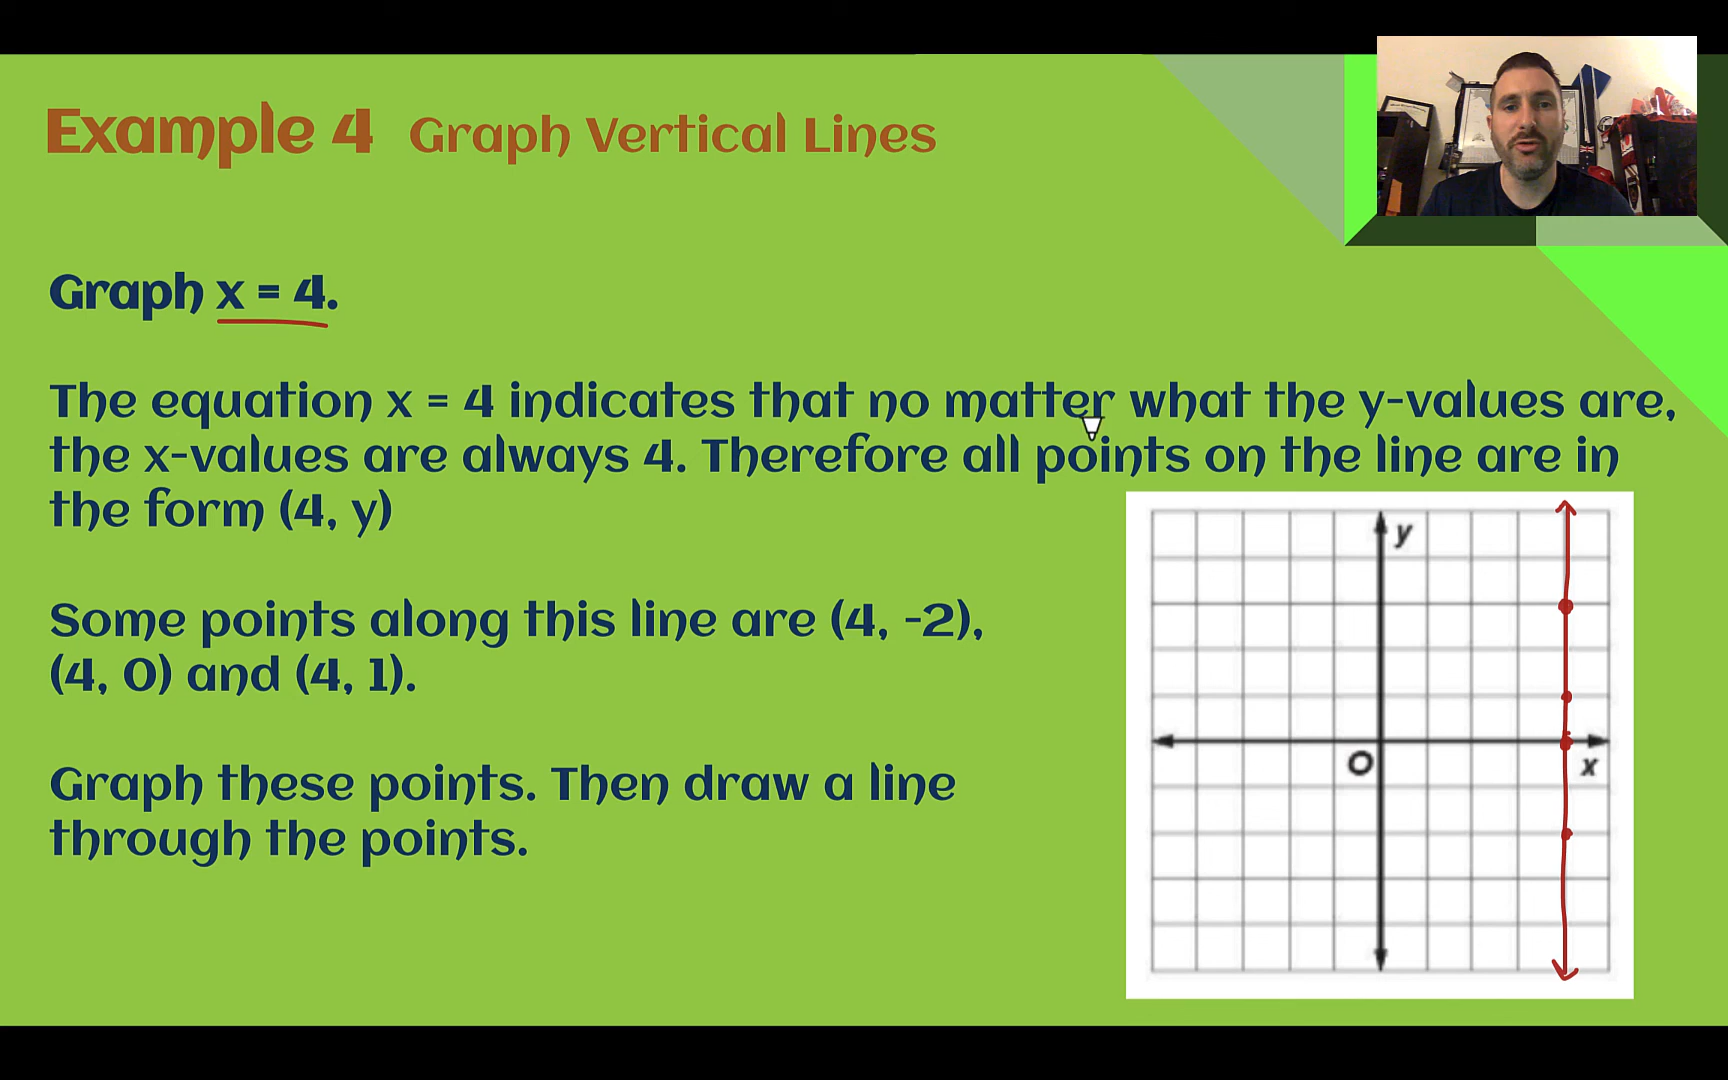 Example 4 Graph Vertical Lines
Graph x = 4.
The equation x = 4 indicates that no matter what the y-values are,
the x-values are always 4. Therefore all points on the line are in
the form (4, y)
Some points along this line are (4, -2),
(4, 0) and (4, 1).
Graph these points. Then draw a line
through the points.
y
O
x